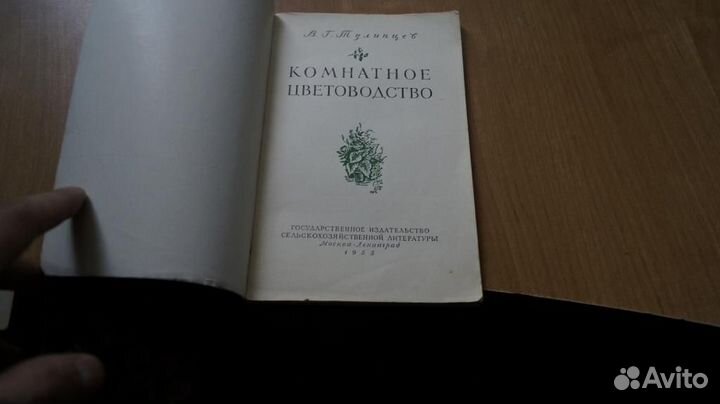 В. Г. Тулинцев
КОМНАТНОЕ
ЦВЕТОВОДСТВО
ГОСУДАРСТВЕННОЕ ИЗДАТЕЛЬСТВО
СЕЛЬСКОХОЗЯЙСТВЕННОЙ ЛИТЕРАТУРЫ
Москва-Ленинград
Avito